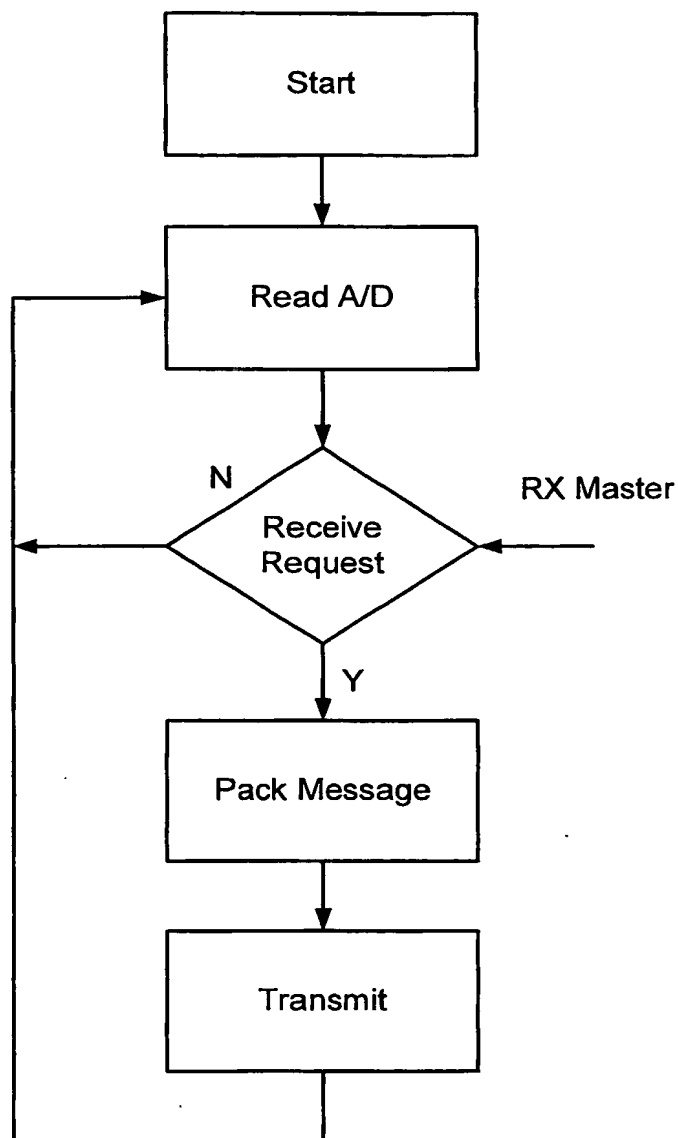 Start
Read A/D
N
RX Master
Receive
Request
Y
Pack Message
Transmit